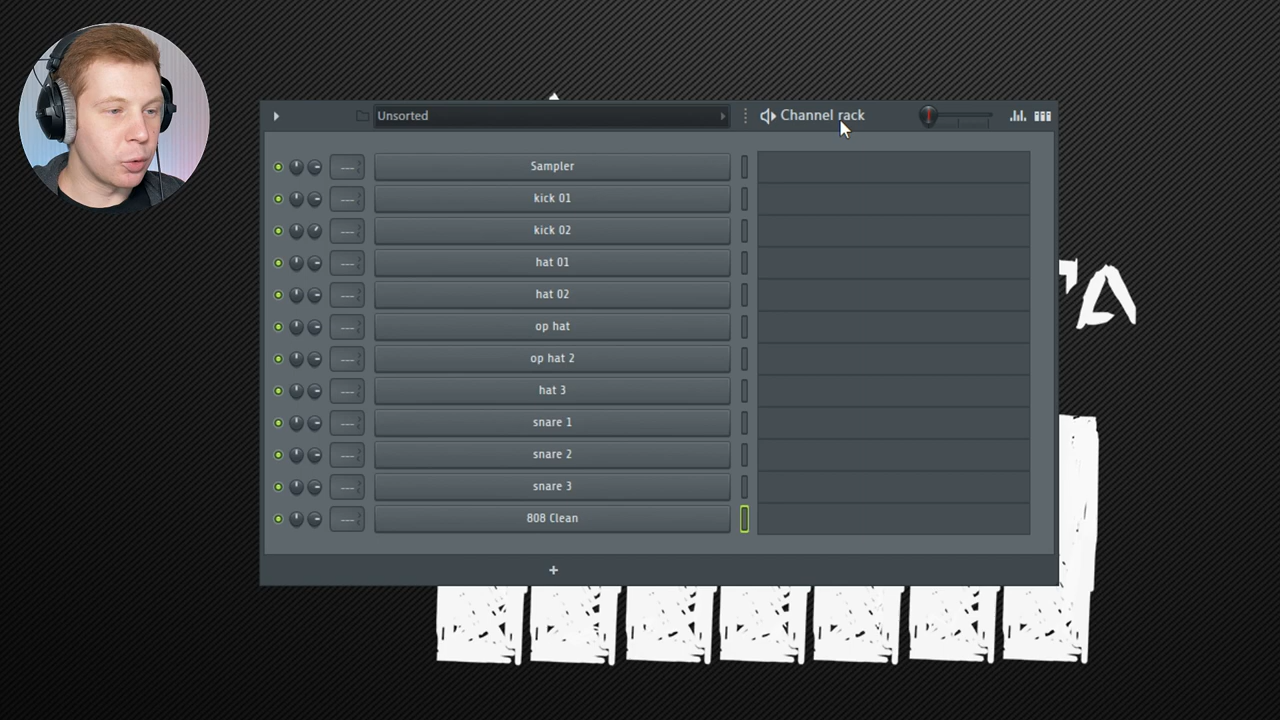 Unsorted
Channel rack
Sampler
kick 01
kick 02
hat 01
hat 02
op hat
op hat 2
hat 3
snare 1
snare 2
snare 3
808 Clean